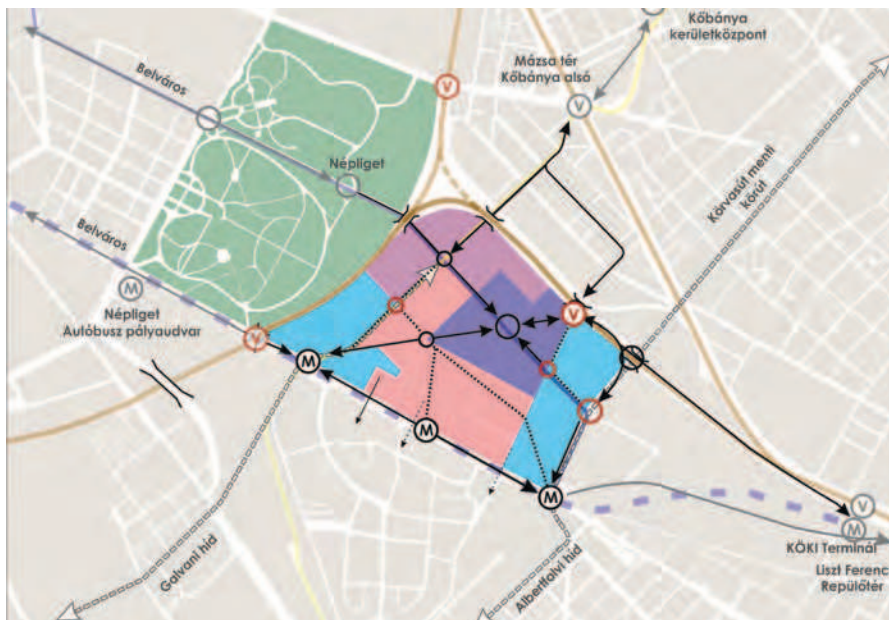 Kőbánya
kerületközpont
Mázsa tér
Kőbánya alsó
V
V
Belváros
Népliget
Körvasút menti
körút
Belváros
M
Népliget
Autóbusz pályaudvar
V
V
M
M
V
M
V
M
KÖKI Terminál
Liszt Ferenc
Repülőtér
Galvani híd
Albertfalvi híd